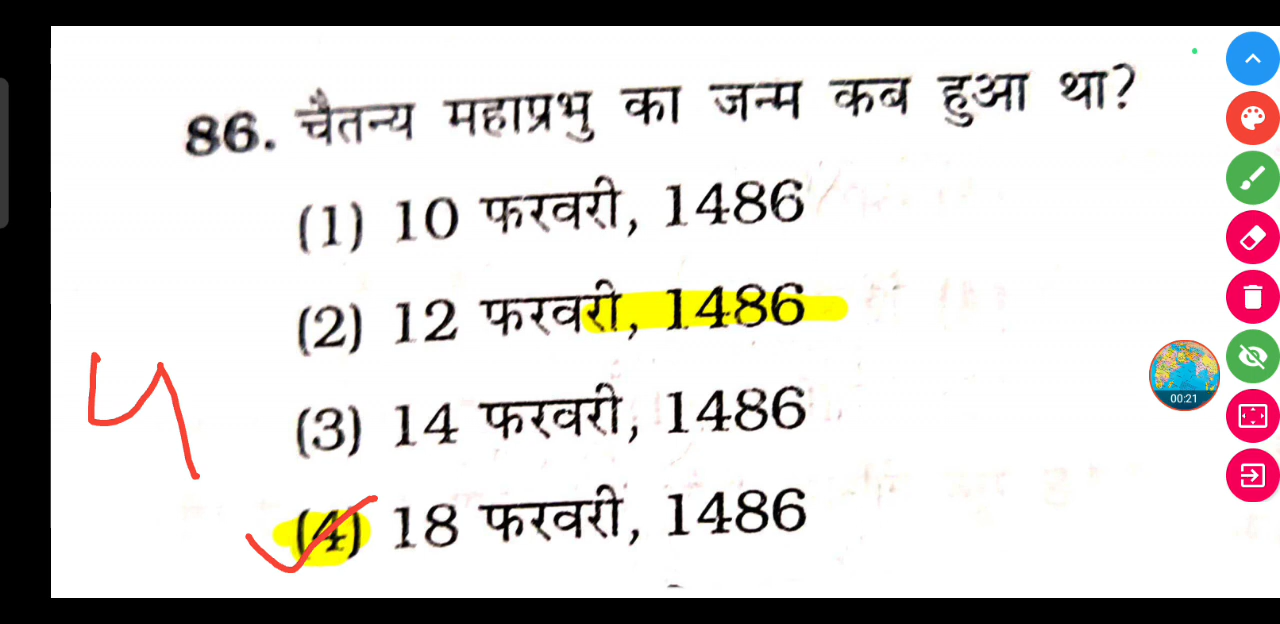 86. चैतन्य महाप्रभु का जन्म कब हुआ था?
(1) 10 फरवरी, 1486
(2) 12 फरवरी, 1486
(3) 14 फरवरी, 1486
4
(4) 18 फरवरी, 1486
00:21